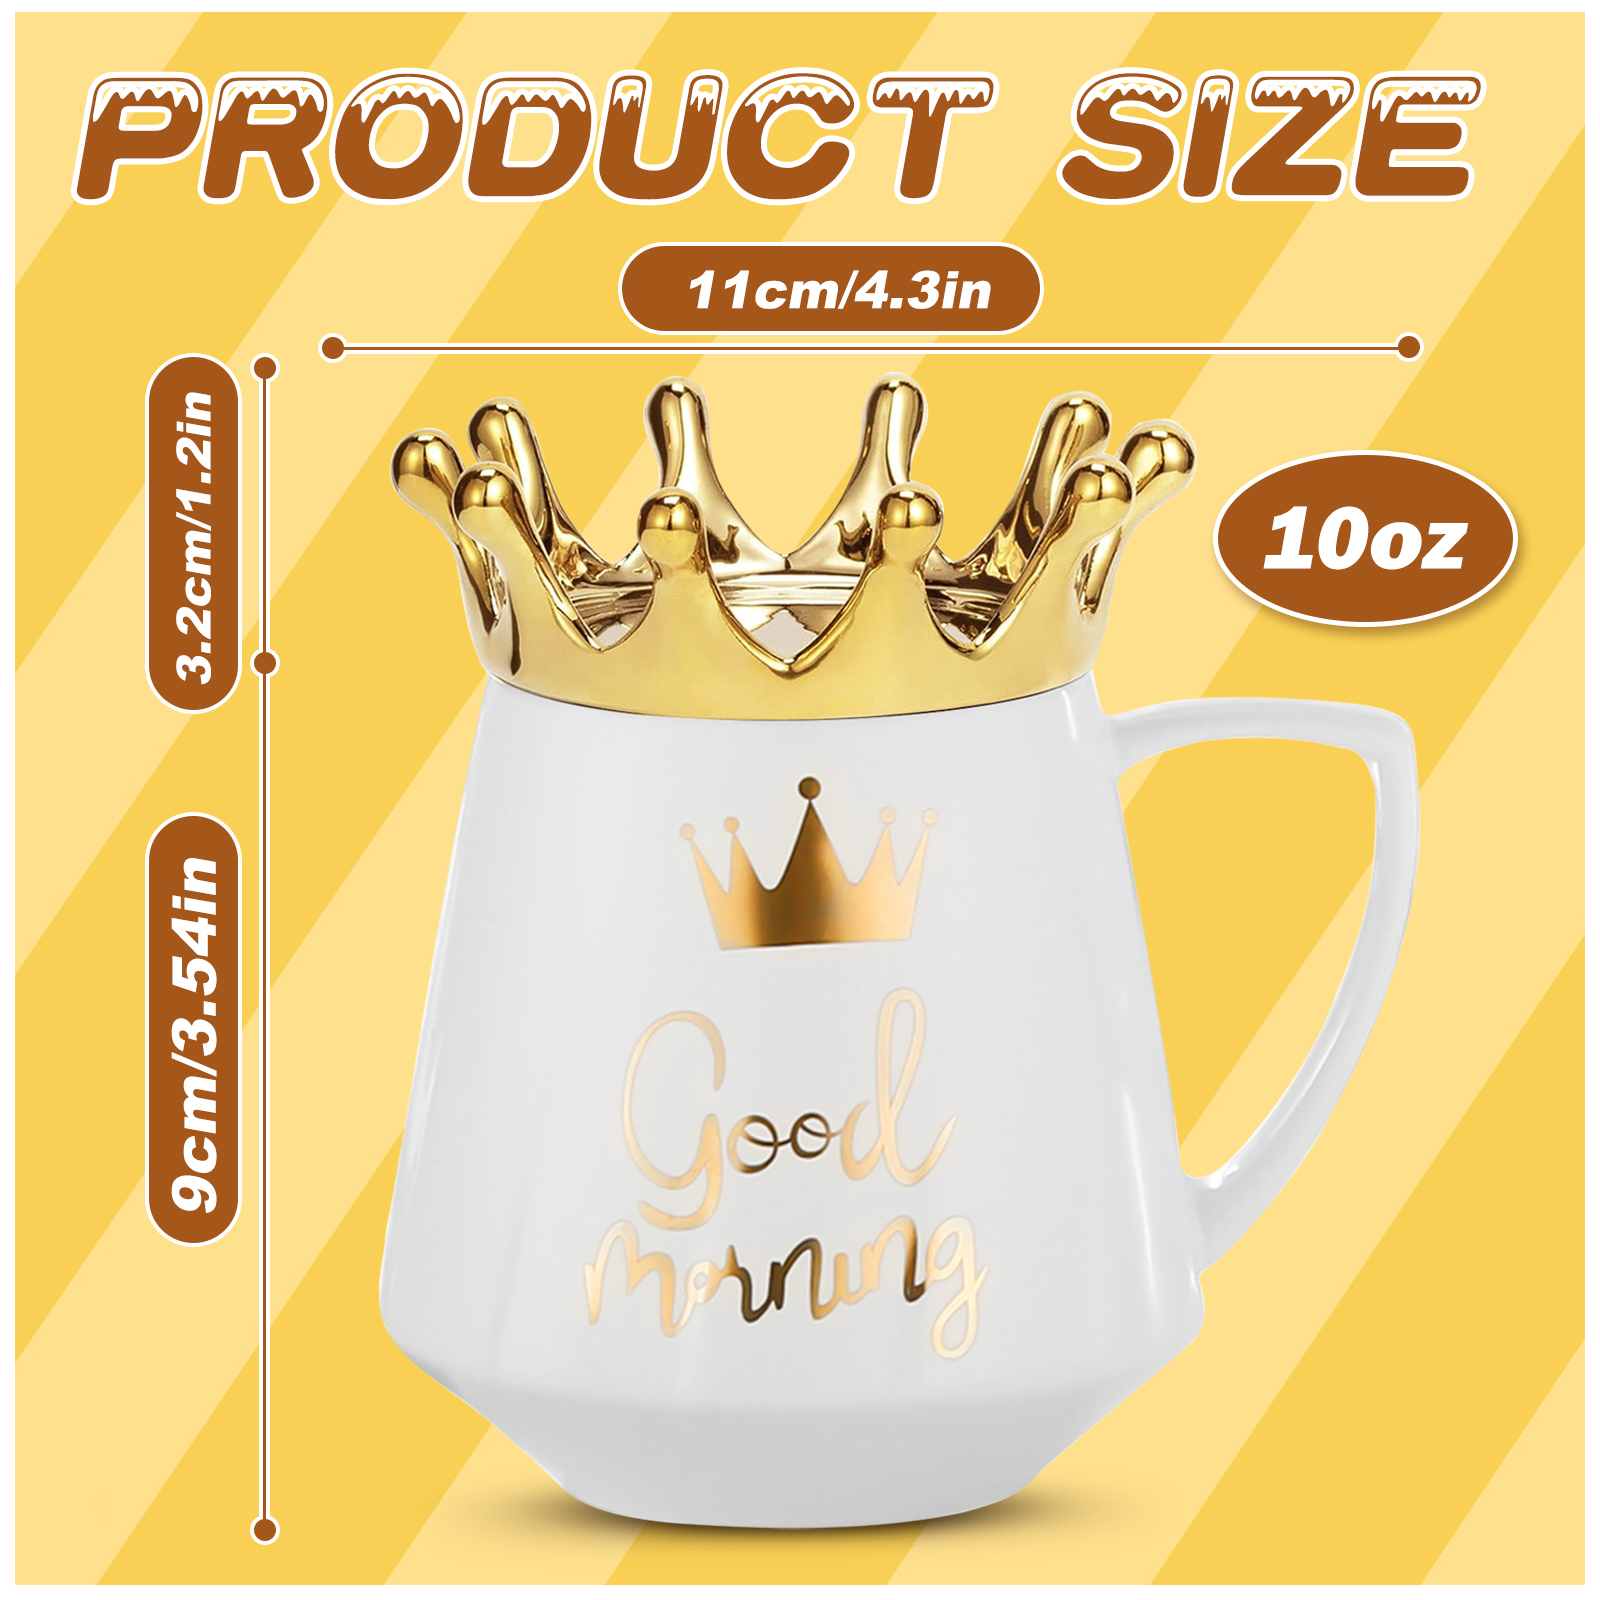 PRODUCT SIZE
11cm/4.3in
3.2cm/1.2in
10oz
9cm/3.54in
Good
morning